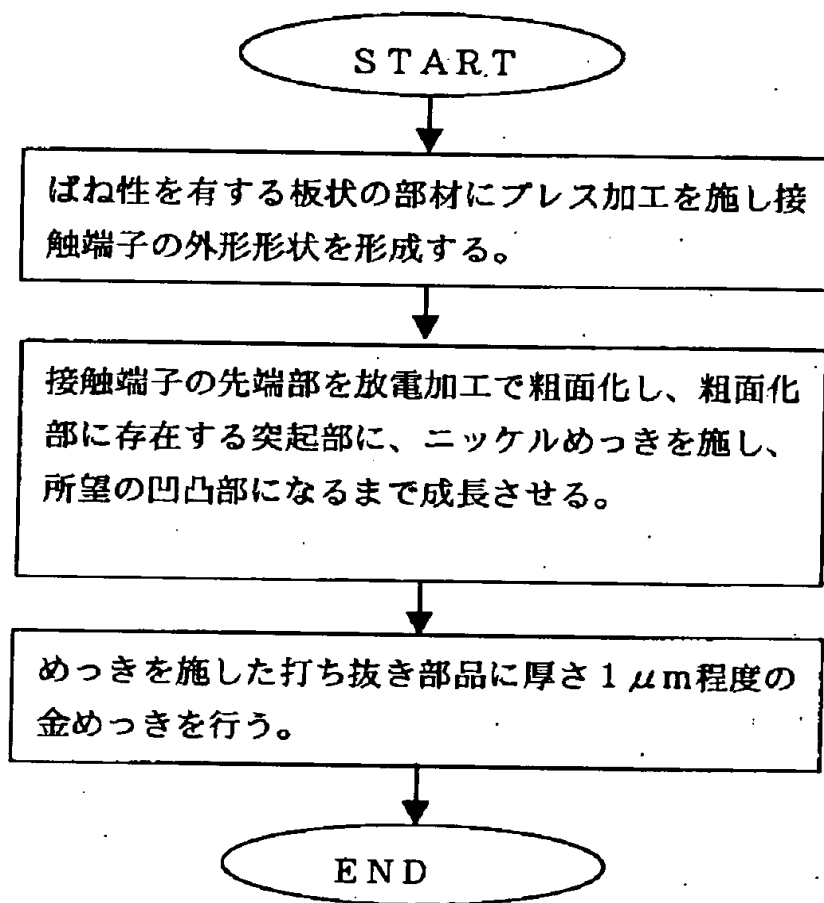 START
ばね性を有する板状の部材にプレス加工を施し接
触端子の外形形状を形成する。
接触端子の先端部を放電加工で粗面化し、粗面化
部に存在する突起部に、ニッケルめっきを施し、
所望の凹凸部になるまで成長させる。
めっきを施した打ち抜き部品に厚さ1μm程度の
金めっきを行う。
END